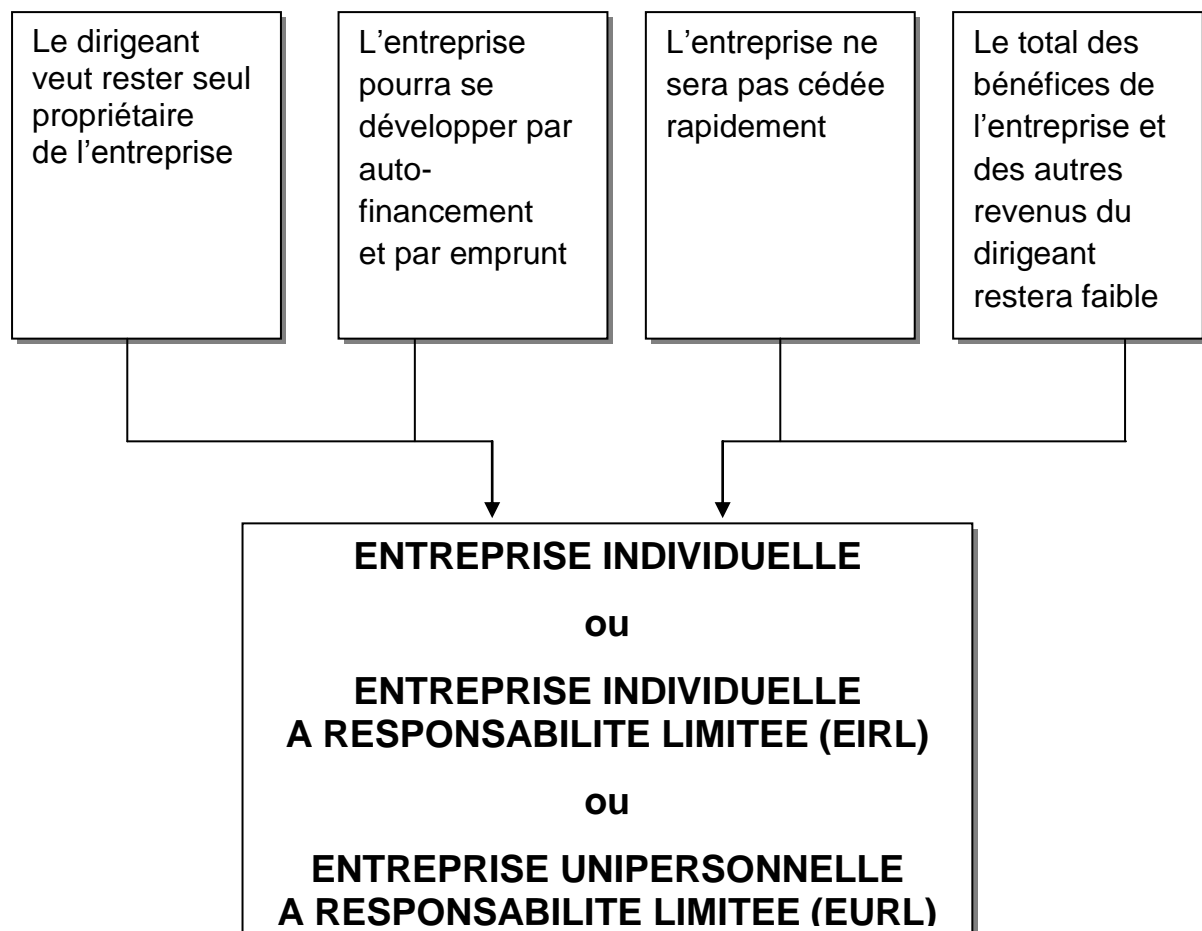 Le dirigeant
veut rester seul
propriétaire
de l’entreprise
L’entreprise
pourra se
développer par
auto-
financement
et par emprunt
L’entreprise ne
sera pas cédée
rapidement
Le total des
bénéfices de
l’entreprise et
des autres
revenus du
dirigeant
restera faible
ENTREPRISE INDIVIDUELLE
ou
ENTREPRISE INDIVIDUELLE
A RESPONSABILITE LIMITEE (EIRL)
ou
ENTREPRISE UNIPERSONNELLE
A RESPONSABILITE LIMITEE (EURL)